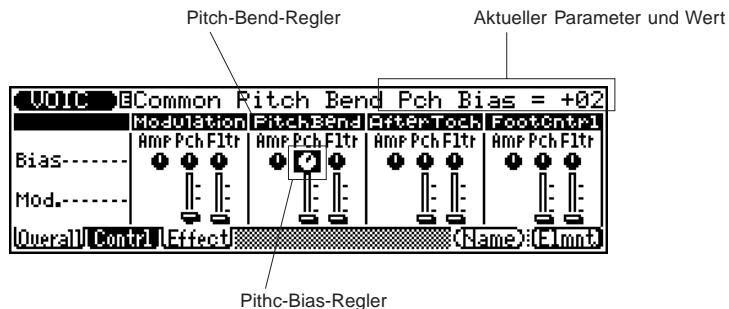 Pitch-Bend-Regler Aktueller Parameter und Wert
VOIC E Common Pitch Bend Pch Bias = +02
Modulation PitchBend AfterToch FootCntrl
Amp Pch Fltr Amp Pch Fltr Amp Pch Fltr Amp Pch Fltr
Bias-------
Mod.-------
Overall Contrl Effect (Name):(Elmnt)
Pithc-Bias-Regler